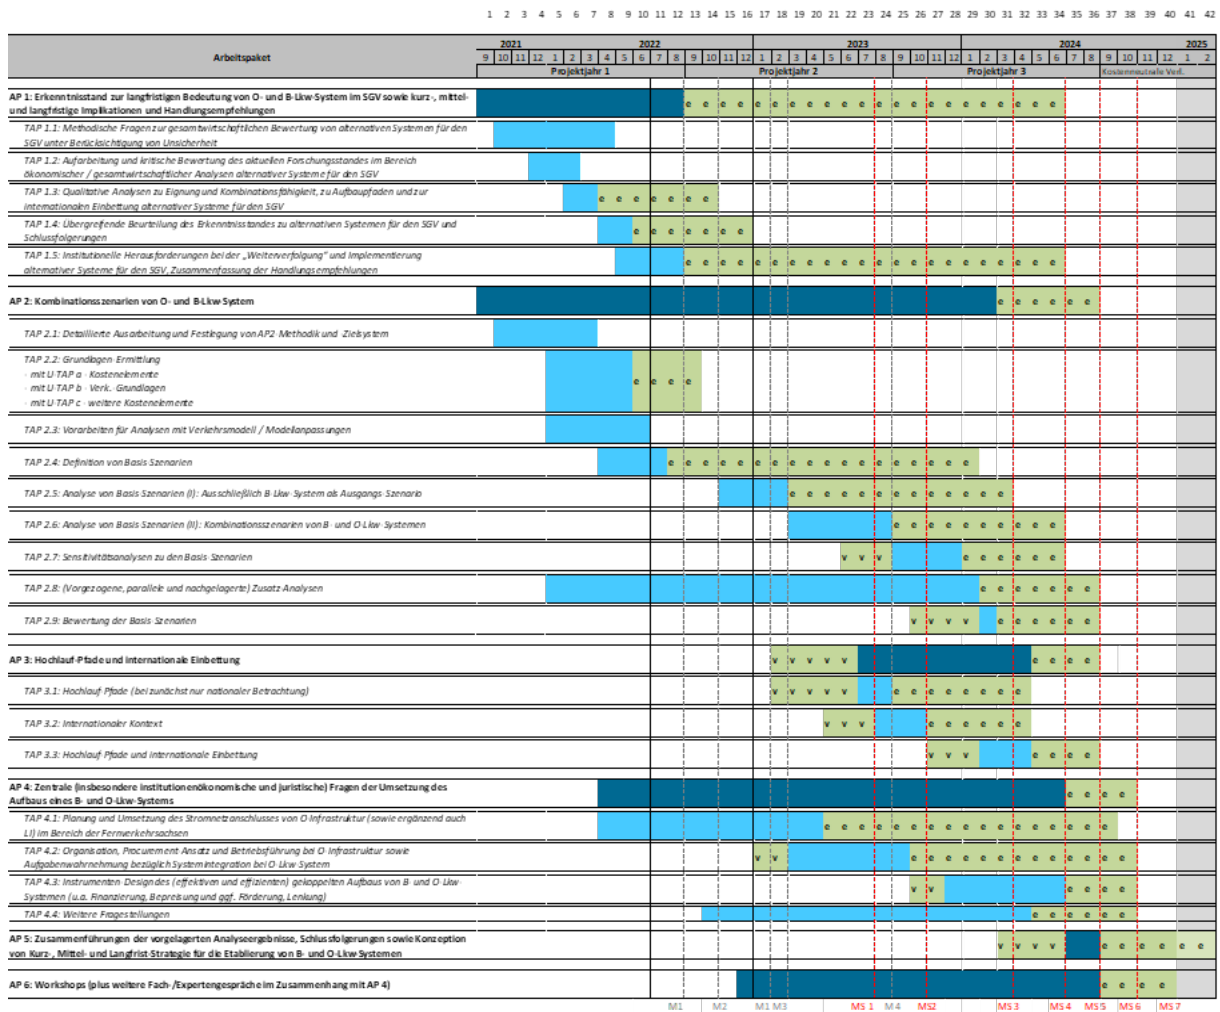 1 2 3 4 5 6 7 8 9 10 11 12 13 14 15 16 17 18 19 20 21 22 23 24 25 26 27 28 29 30 31 32 33 34 35 36 37 38 39 40 41 42
Arbeitspaket 2021 2022 2023 2024 2025
9 10 11 12 1 2 3 4 5 6 7 8 9 10 11 12 1 2 3 4 5 6 7 8 9 10 11 12 1 2 3 4 5 6 7 8 9 10 11 12 1 2
Projektjahr 1 Projektjahr 2 Projektjahr 3 Kostenneutrale Verl.
AP 1: Erkenntnisstand zur langfristigen Bedeutung von O- und B-Lkw-System im SGV sowie kurz-, mittel-
und langfristige Implikationen und Handlungsempfehlungen
e e e e e e e e e e e e e e e e e e e e e e
TAP 1.1: Methodische Fragen zur gesamtwirtschaftlichen Bewertung von alternativen Systemen für den
SGV unter Berücksichtigung von Unsicherheit
TAP 1.2: Aufarbeitung und kritische Bewertung des aktuellen Forschungsstandes im Bereich
ökonomischer / gesamtwirtschaftlicher Analysen alternativer Systeme für den SGV
TAP 1.3: Qualitative Analysen zu Eignung und Kombinationsfähigkeit, zu Aufbaupfaden und zur
internationalen Einbettung alternativer Systeme für den SGV
e e e e e e e
TAP 1.4: Übergreifende Beurteilung des Erkenntnisstandes zu alternativen Systemen für den SGV und
Schlussfolgerungen
e e e e e e e
TAP 1.5: Institutionelle Herausforderungen bei der „Weiterverfolgung" und Implementierung
alternativer Systeme für den SGV, Zusammenfassung der Handlungsempfehlungen
e e e e e e e e e e e e e e e e e e e e e e
AP 2: Kombinationsszenarien von O- und B-Lkw-System e e e e e e
TAP 2.1: Detaillierte Ausarbeitung und Festlegung von AP2-Methodik und -Zielsystem
TAP 2.2: Grundlagen-Ermittlung
- mit U-TAP a - Kostenelemente
- mit U-TAP b - Verk.-Grundlagen
- mit U-TAP c - weitere Kostenelemente
e e e e
TAP 2.3: Vorarbeiten für Analysen mit Verkehrsmodell / Modellanpassungen
TAP 2.4: Definition von Basis-Szenarien e e e e e e e e e e e e e e e e e e
TAP 2.5: Analyse von Basis-Szenarien (I): Ausschließlich B-Lkw-System als Ausgangs-Szenario e e e e e e e e e e e e e
TAP 2.6: Analyse von Basis-Szenarien (II): Kombinationsszenarien von B- und O-Lkw-Systemen e e e e e e e e e e
TAP 2.7: Sensitivitätsanalysen zu den Basis-Szenarien v v v e e e e e e
TAP 2.8: (Vorgezogene, parallele und nachgelagerte) Zusatz-Analysen e e e e e e e
TAP 2.9: Bewertung der Basis-Szenarien v v v v e e e e e e
AP 3: Hochlauf-Pfade und internationale Einbettung v v v v v e e e e
TAP 3.1: Hochlauf-Pfade (bei zunächst nur nationaler Betrachtung) v v v v v e e e e e e e e
TAP 3.2: Internationaler Kontext v v v e e e e e e
TAP 3.3: Hochlauf-Pfade und internationale Einbettung v v v e e e e
AP 4: Zentrale (insbesondere institutionenökonomische und juristische) Fragen der Umsetzung des
Aufbaus eines B- und O-Lkw-Systems
e e e e
TAP 4.1: Planung und Umsetzung des Stromnetzanschlusses von O-Infrastruktur (sowie ergänzend auch
LI) im Bereich der Fernverkehrsachsen
e e e e e e e e e e e e e e e e e
TAP 4.2: Organisation, Procurement-Ansatz und Betriebsführung bei O-Infrastruktur sowie
Aufgabenwahrnehmung bezüglich Systemintegration bei O-Lkw-System
v v e e e e e e e e e e e e e
TAP 4.3: Instrumenten-Design des (effektiven und effizienten) gekoppelten Aufbaus von B- und O-Lkw-
Systemen (u.a. Finanzierung, Bepreisung und ggf. Förderung, Lenkung)
v v e e e e
TAP 4.4: Weitere Fragestellungen e e e e e e
AP 5: Zusammenführungen der vorgelagerten Analyseergebnisse, Schlussfolgerungen sowie Konzeption
von Kurz-, Mittel- und Langfrist-Strategie für die Etablierung von B- und O-Lkw-Systemen
v v v v e e e e e e
AP 6: Workshops (plus weitere Fach-/Expertengespräche im Zusammenhang mit AP 4) e e e e
M1 M2 M1 M3 MS 1 M4 MS2 MS 3 MS 4 MS 5 MS 6 MS 7